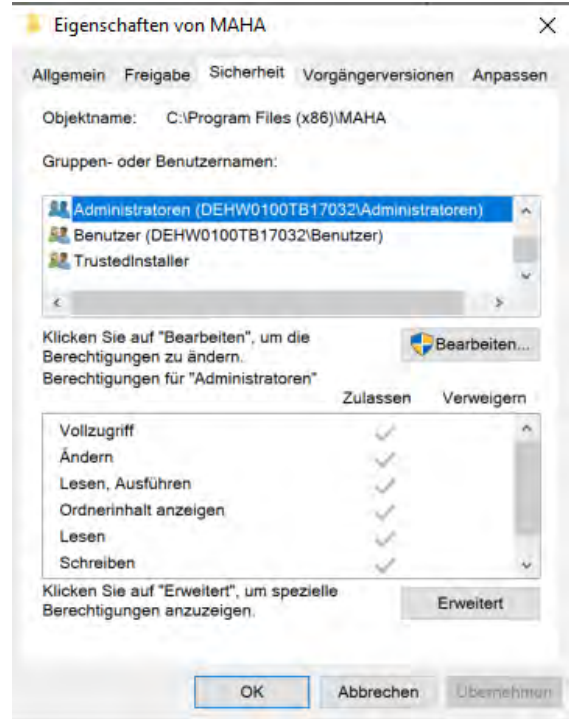 Eigenschaften von MAHA
Allgemein Freigabe Sicherheit Vorgängerversionen Anpassen
Objektname: C:\Program Files (x86)\MAHA
Gruppen- oder Benutzernamen:
Administratoren (DEHW0100TB17032\Administratoren)
Benutzer (DEHW0100TB17032\Benutzer)
TrustedInstaller
Klicken Sie auf "Bearbeiten", um die
Berechtigungen zu ändern.
Bearbeiten...
Berechtigungen für "Administratoren"
Zulassen Verweigern
Vollzugriff
Ändern
Lesen, Ausführen
Ordnerinhalt anzeigen
Lesen
Schreiben
Klicken Sie auf "Erweitert", um spezielle
Berechtigungen anzuzeigen.
Erweitert
OK Abbrechen Übernehmen